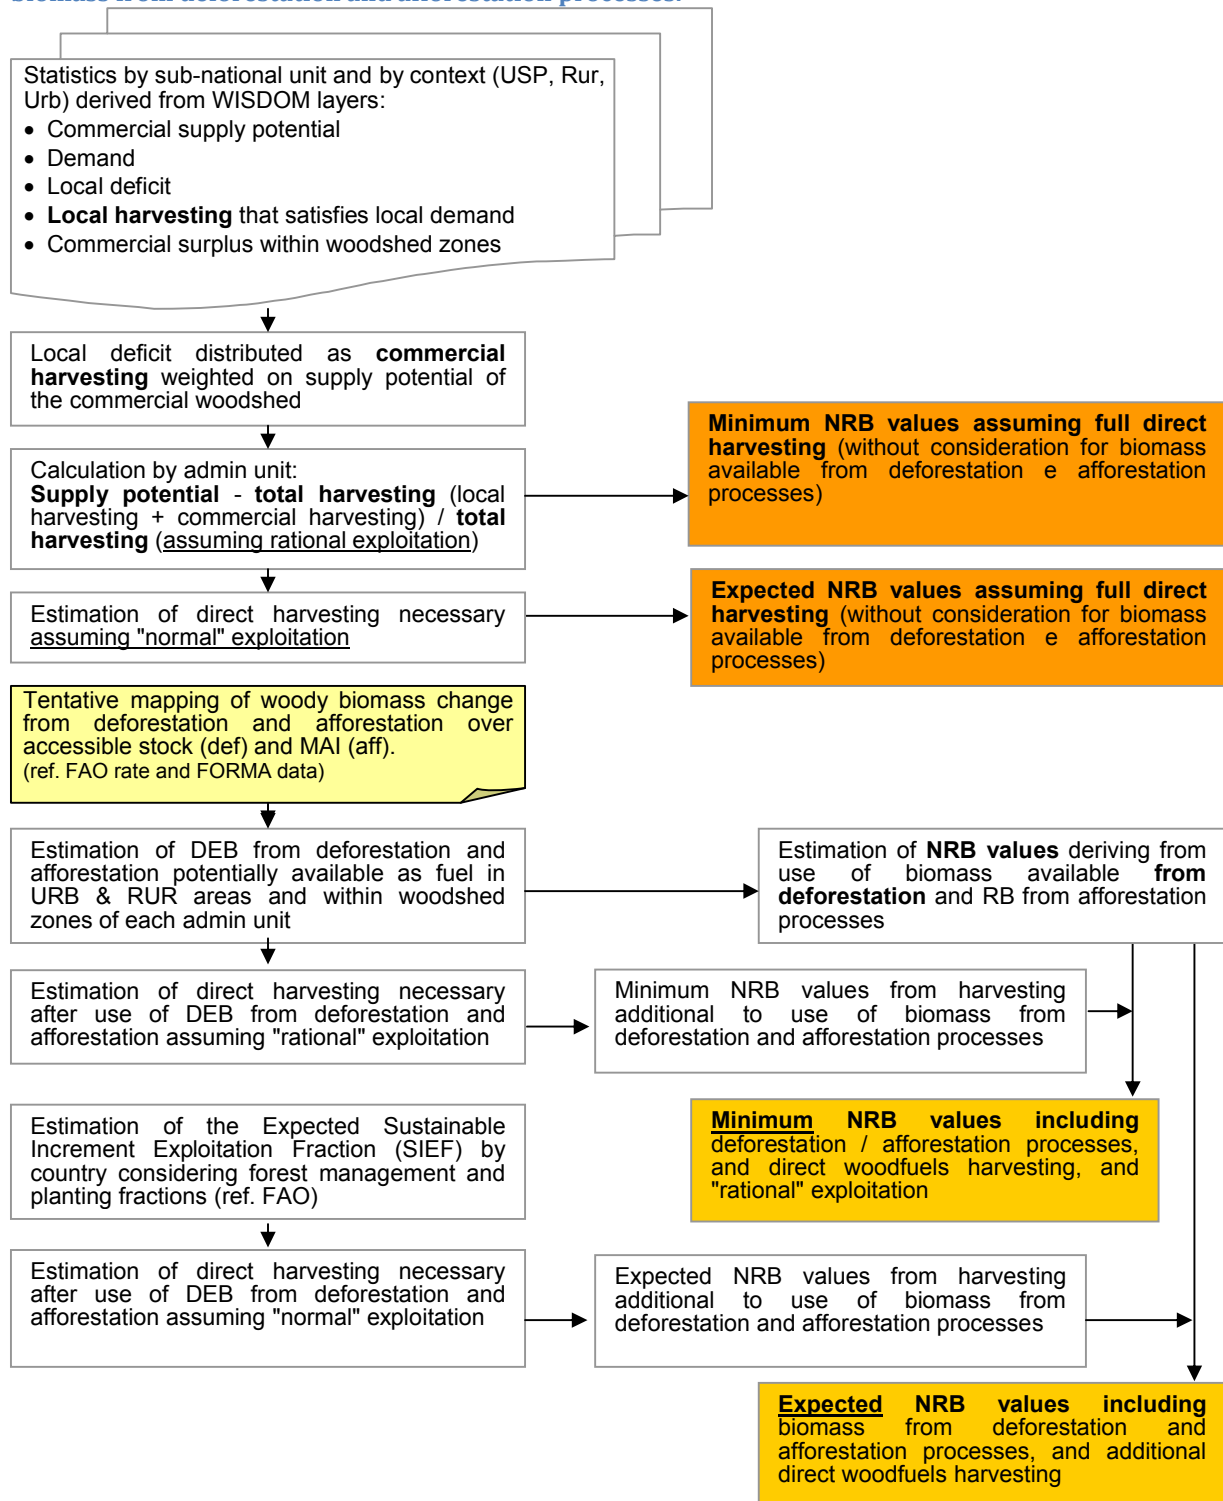 biomass from deforestation and afforestation processes.
Statistics by sub-national unit and by context (USP, Rur,
Urb) derived from WISDOM layers:
• Commercial supply potential
• Demand
• Local deficit
• Local harvesting that satisfies local demand
• Commercial surplus within woodshed zones
Local deficit distributed as commercial
harvesting weighted on supply potential of
the commercial woodshed
Minimum NRB values assuming full direct
harvesting (without consideration for biomass
available from deforestation e afforestation
processes)
Calculation by admin unit:
Supply potential - total harvesting (local
harvesting + commercial harvesting) / total
harvesting (assuming rational exploitation)
Expected NRB values assuming full direct
harvesting (without consideration for biomass
available from deforestation e afforestation
processes)
Estimation of direct harvesting necessary
assuming "normal" exploitation
Tentative mapping of woody biomass change
from deforestation and afforestation over
accessible stock (def) and MAI (aff).
(ref. FAO rate and FORMA data)
Estimation of DEB from deforestation and
afforestation potentially available as fuel in
URB & RUR areas and within woodshed
zones of each admin unit
Estimation of NRB values deriving from
use of biomass available from
deforestation and RB from afforestation
processes
Estimation of direct harvesting necessary
after use of DEB from deforestation and
afforestation assuming "rational" exploitation
Minimum NRB values from harvesting
additional to use of biomass from
deforestation and afforestation processes
Estimation of the Expected Sustainable
Increment Exploitation Fraction (SIEF) by
country considering forest management and
planting fractions (ref. FAO)
Minimum NRB values including
deforestation / afforestation processes,
and direct woodfuels harvesting, and
"rational" exploitation
Estimation of direct harvesting necessary
after use of DEB from deforestation and
afforestation assuming "normal" exploitation
Expected NRB values from harvesting
additional to use of biomass from
deforestation and afforestation processes
Expected NRB values including
biomass from deforestation and
afforestation processes, and additional
direct woodfuels harvesting